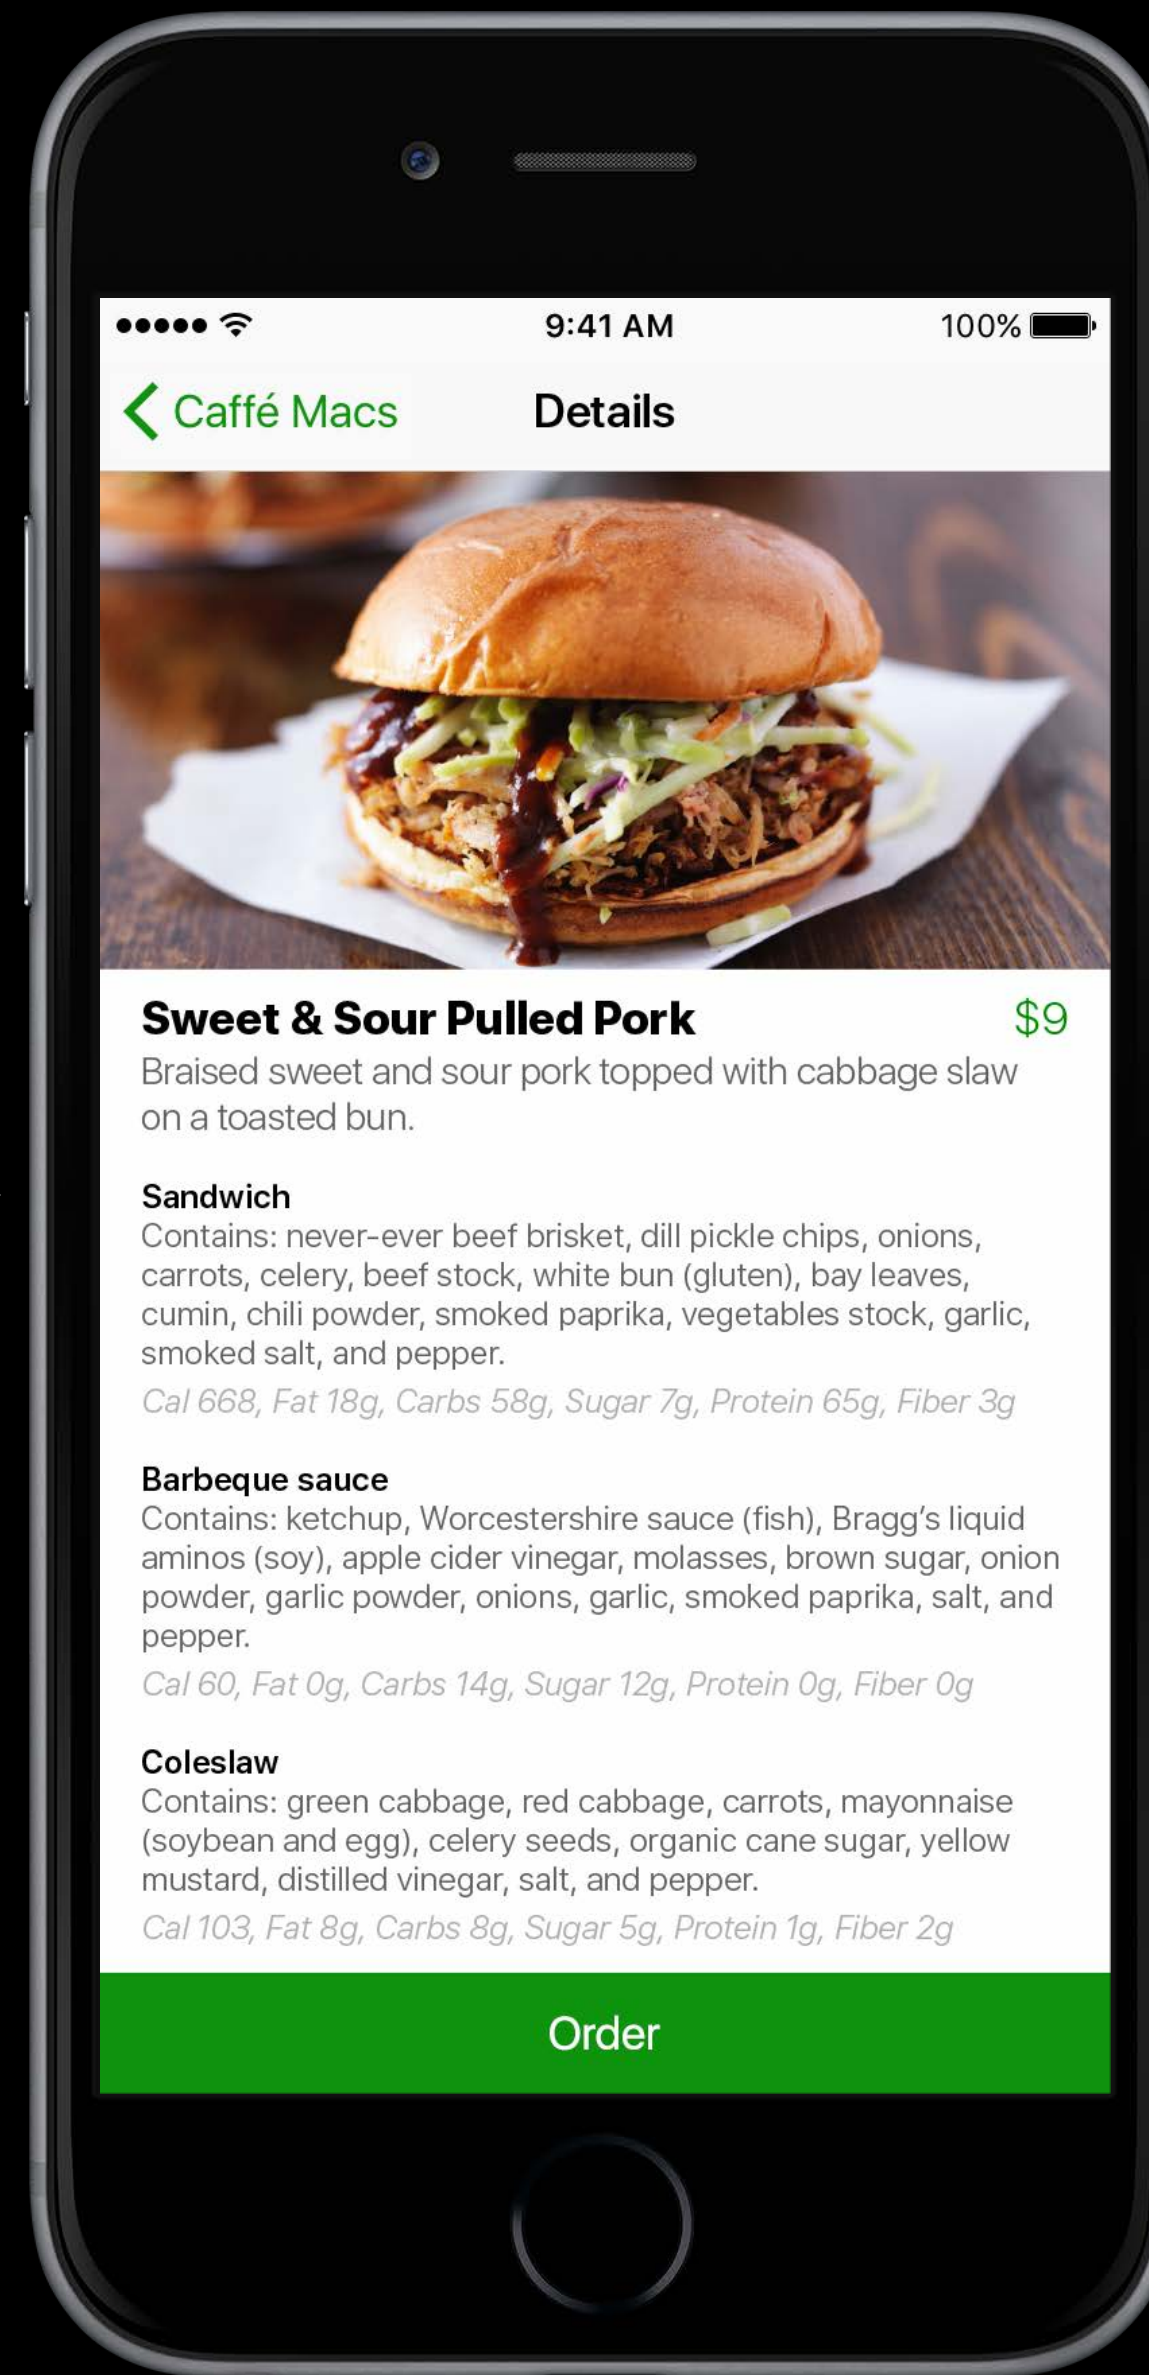 9:41 AM
100%
Caffé Macs
Details
Sweet & Sour Pulled Pork
$9
Braised sweet and sour pork topped with cabbage slaw
on a toasted bun.
Sandwich
Contains: never-ever beef brisket, dill pickle chips, onions,
carrots, celery, beef stock, white bun (gluten), bay leaves,
cumin, chili powder, smoked paprika, vegetables stock, garlic,
smoked salt, and pepper.
Cal 668, Fat 18g, Carbs 58g, Sugar 7g, Protein 65g, Fiber 3g
Barbeque sauce
Contains: ketchup, Worcestershire sauce (fish), Bragg's liquid
aminos (soy), apple cider vinegar, molasses, brown sugar, onion
powder, garlic powder, onions, garlic, smoked paprika, salt, and
pepper.
Cal 60, Fat 0g, Carbs 14g, Sugar 12g, Protein 0g, Fiber 0g
Coleslaw
Contains: green cabbage, red cabbage, carrots, mayonnaise
(soybean and egg), celery seeds, organic cane sugar, yellow
mustard, distilled vinegar, salt, and pepper.
Cal 103, Fat 8g, Carbs 8g, Sugar 5g, Protein 1g, Fiber 2g
Order